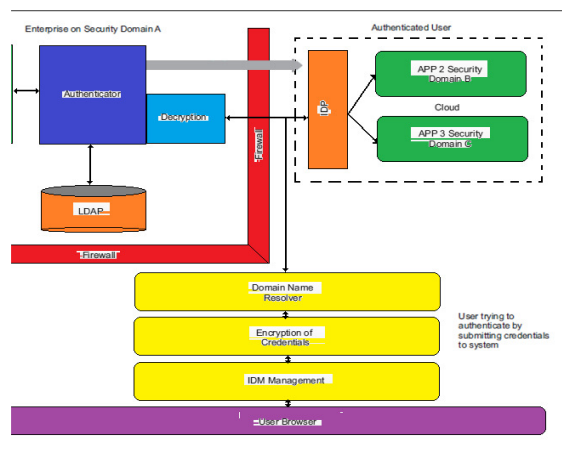 Enterprise on Security Domain A
Authenticated User
Authenticator
Decryption
LDAP
Firewall
Firewall
IDP
APP 2 Security
Domain B
Cloud
APP 3 Security
Domain C
Domain Name
Resolver
Encryption of
Credentials
IDM Management
User Browser
User trying to
authenticate by
submitting credentials
to system